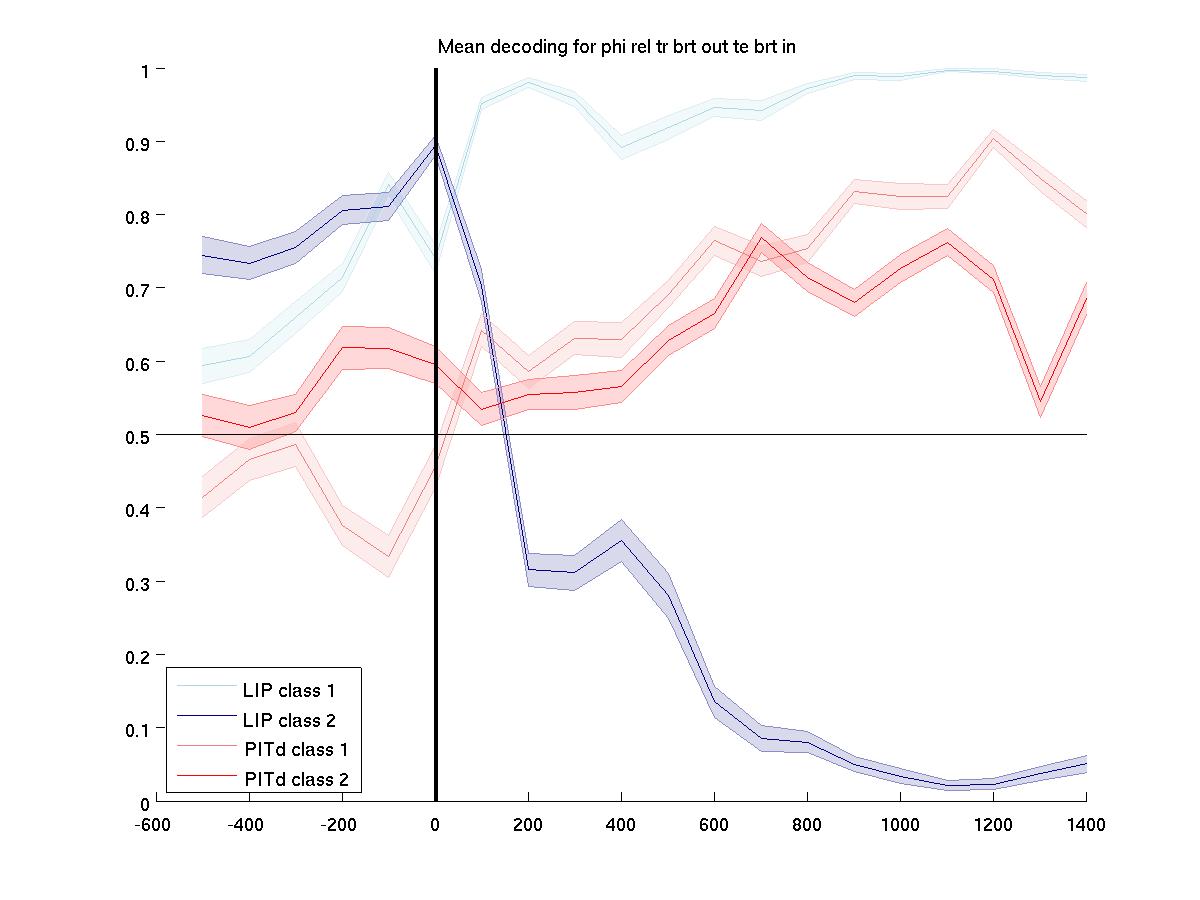 Mean decoding for phi rel tr brt out te brt in
1
0.9
0.8
0.7
0.6
0.5
0.4
0.3
0.2
0.1
0
LIP class 1
LIP class 2
PITd class 1
PITd class 2
-600 -400 -200 0 200 400 600 800 1000 1200 1400